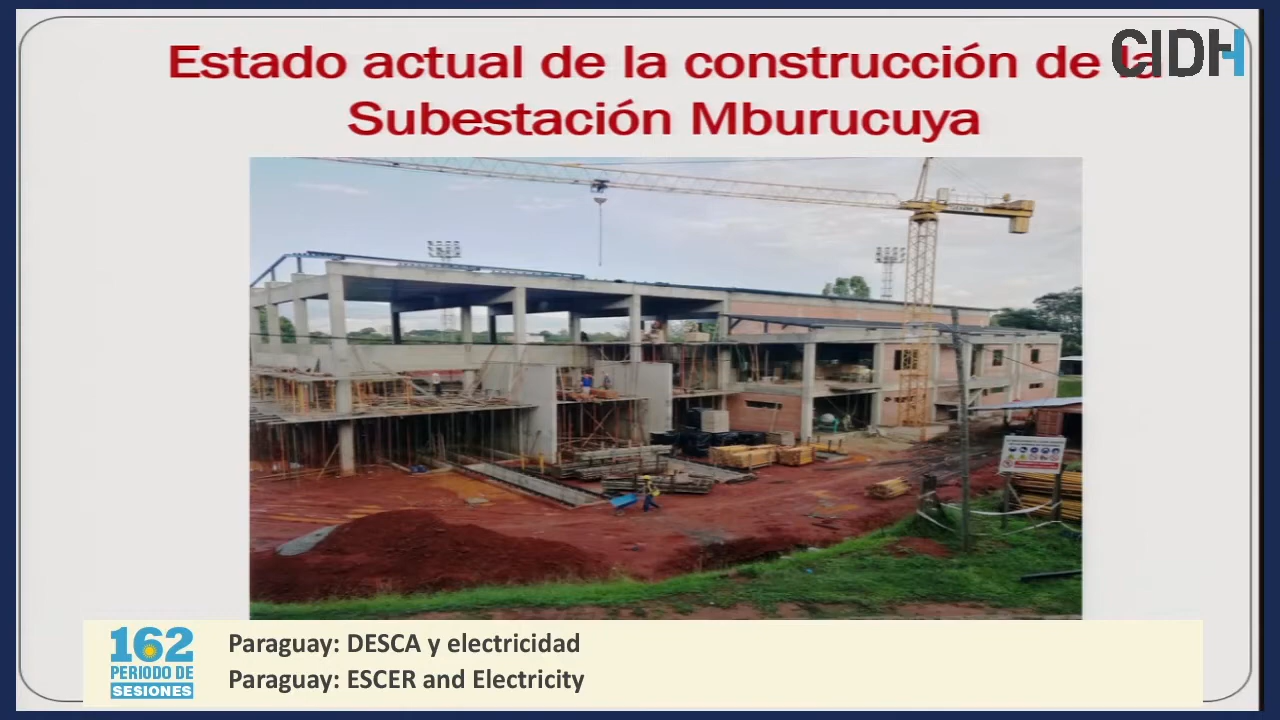 Estado actual de la construcción de la
CIDH
Subestación Mburucuya
162
PERIODO DE
SESIONES
Paraguay: DESCA y electricidad
Paraguay: ESCER and Electricity